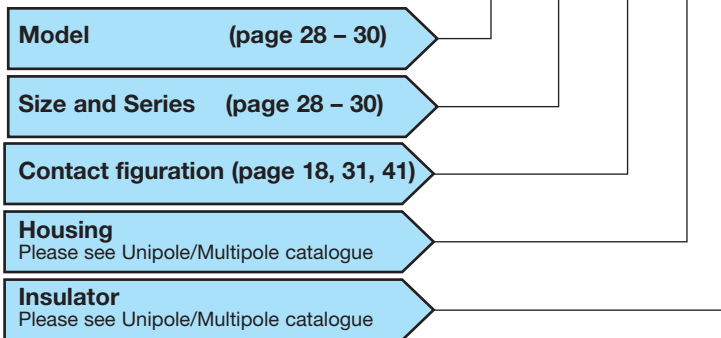 Model (page 28 – 30)
Size and Series (page 28 – 30)
Contact figuration (page 18, 31, 41)
Housing
Please see Unipole/Multipole catalogue
Insulator
Please see Unipole/Multipole catalogue